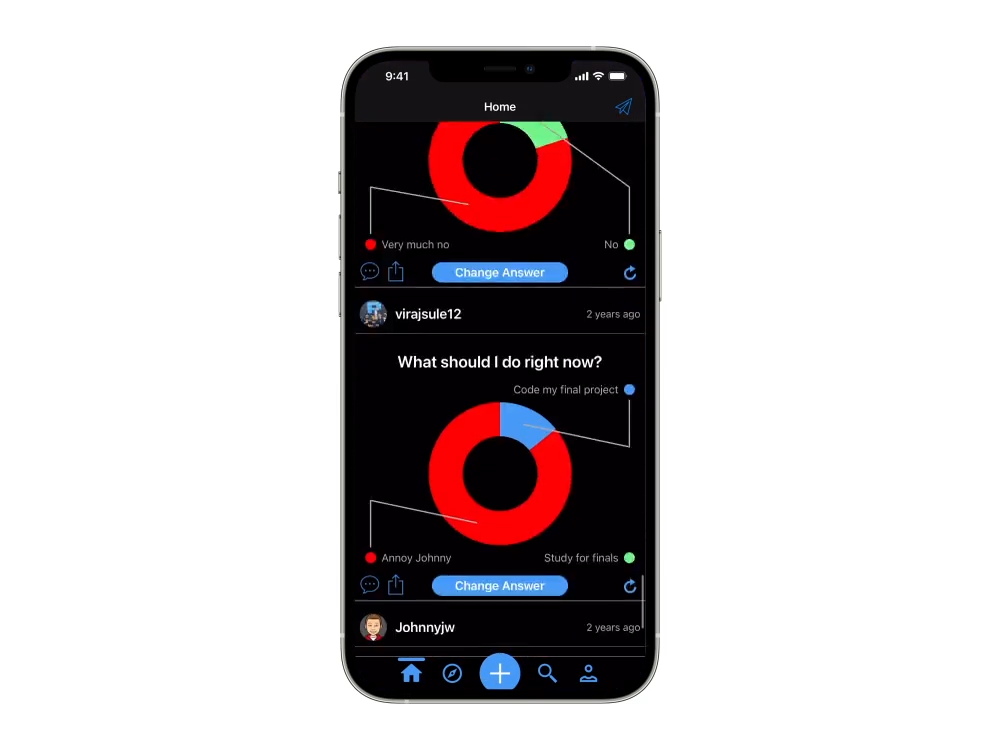 9:41
Home
Very much no
No
Change Answer
virajsule12
2 years ago
What should I do right now?
Code my final project
Annoy Johnny
Study for finals
Change Answer
Johnnyjw
2 years ago